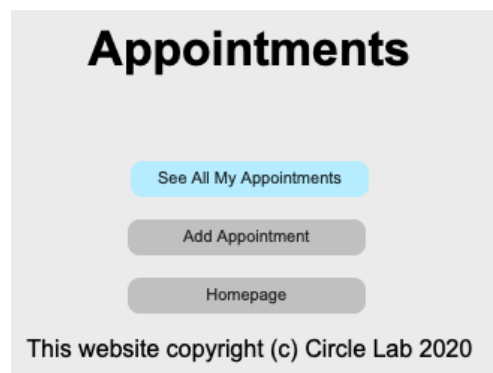 Appointments
See All My Appointments
Add Appointment
Homepage
This website copyright (c) Circle Lab 2020